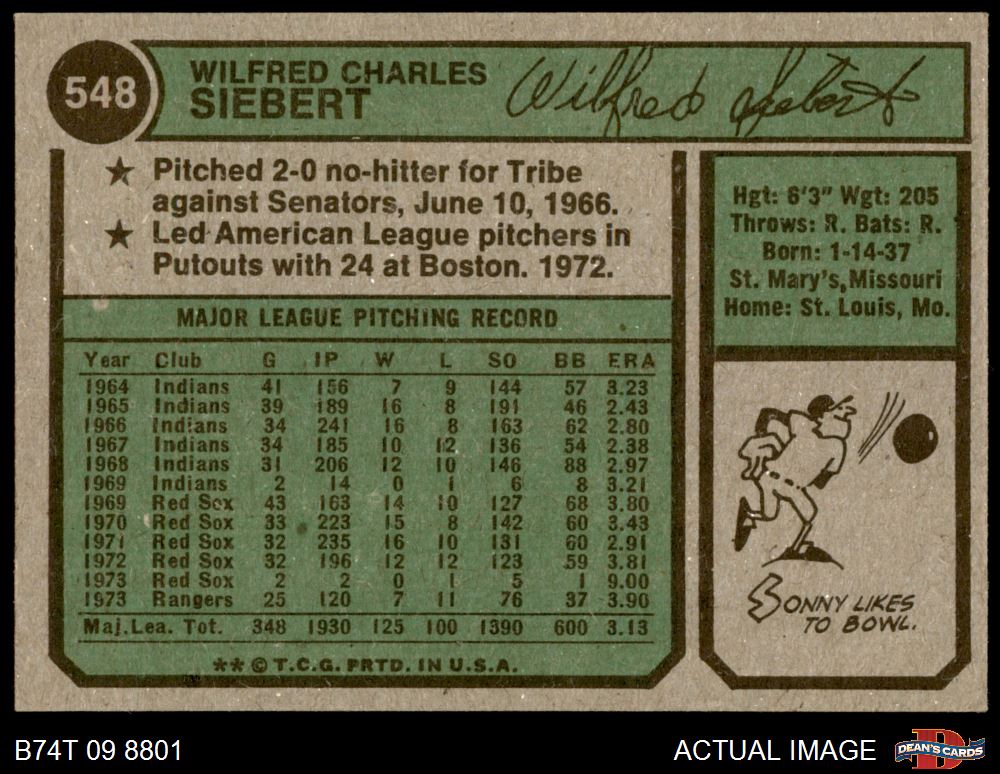 548
WILFRED CHARLES
SIEBERT
Wilfred Siebert
★ Pitched 2-0 no-hitter for Tribe
against Senators, June 10, 1966.
★ Led American League pitchers in
Putouts with 24 at Boston. 1972.
Hgt: 6'3" Wgt: 205
Throws: R. Bats: R.
Born: 1-14-37
St. Mary's, Missouri
Home: St. Louis, Mo.
MAJOR LEAGUE PITCHING RECORD
Year Club G IP W L SO BB ERA
1964 Indians 41 156 7 9 144 57 3.23
1965 Indians 39 189 16 8 191 46 2.43
1966 Indians 34 241 16 8 163 62 2.80
1967 Indians 34 185 10 12 136 54 2.38
1968 Indians 31 206 12 10 146 88 2.97
1969 Indians 2 14 0 1 6 8 3.21
1969 Red Sox 43 163 14 10 127 68 3.80
1970 Red Sox 33 223 15 8 142 60 3.43
1971 Red Sox 32 235 16 10 131 60 2.91
1972 Red Sox 32 196 12 12 123 59 3.81
1973 Red Sox 2 2 0 1 5 1 9.00
1973 Rangers 25 120 7 11 76 37 3.90
Maj. Lea. Tot. 348 1930 125 100 1390 600 3.13
** © T.C.G. PRTD. IN U.S.A.
SONNY LIKES
TO BOWL.
B74T 09 8801
ACTUAL IMAGE
DEAN'S CARDS